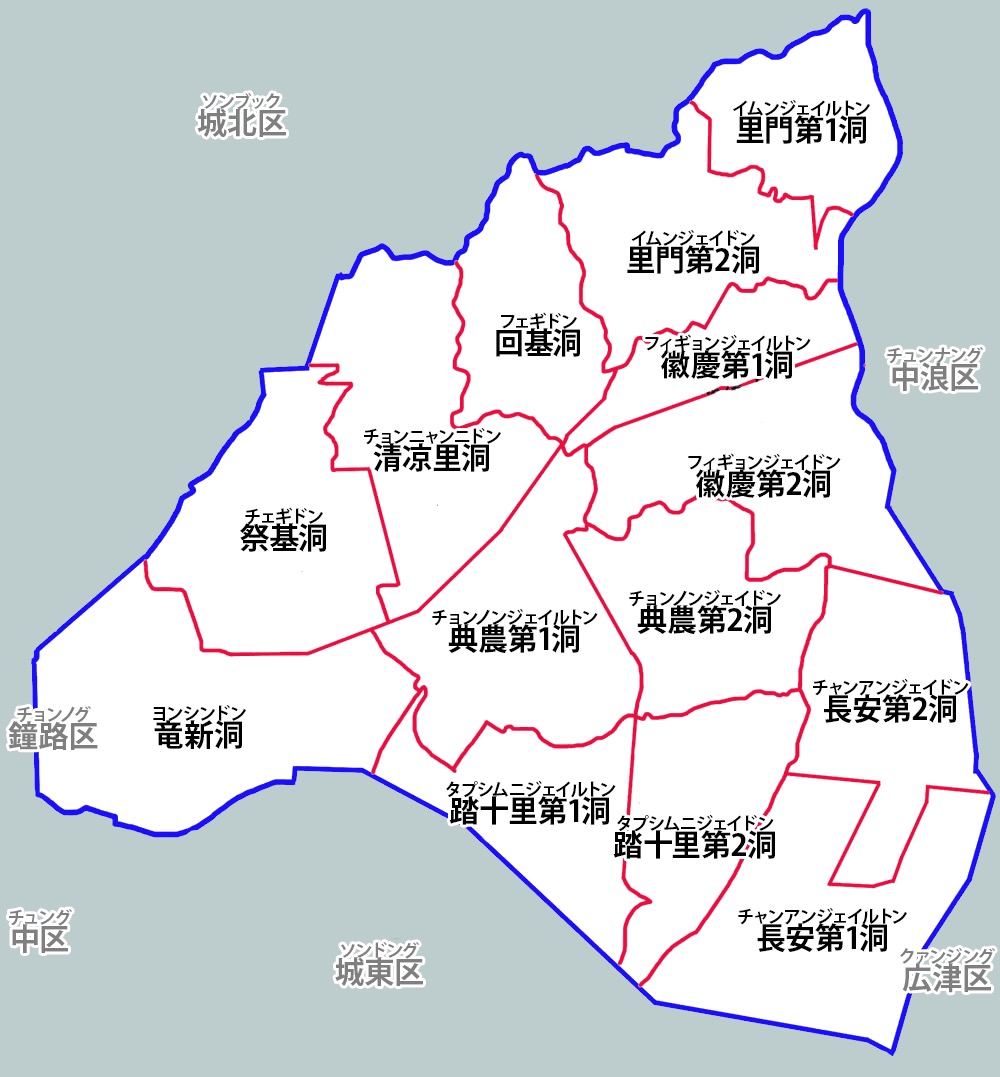 イムンジェイルトン
里門第1洞
ソンブック
城北区
イムンジェイドン
里門第2洞
フェギドン
回基洞
フィギョンジェイルトン
徽慶第1洞
チュンナング
中浪区
チョンニャンニドン
清凉里洞
フィギョンジェイドン
徽慶第2洞
チェギドン
祭基洞
チョンノンジェイルトン
典農第1洞
チョンノンジェイドン
典農第2洞
チャンアンジェイドン
長安第2洞
チョンノグ
鐘路区
ヨンシンドン
竜新洞
タプシムニジェイルトン
踏十里第1洞
タプシムニジェイドン
踏十里第2洞
チャンアンジェイルトン
長安第1洞
チュング
中区
ソンドング
城東区
クァンジング
広津区